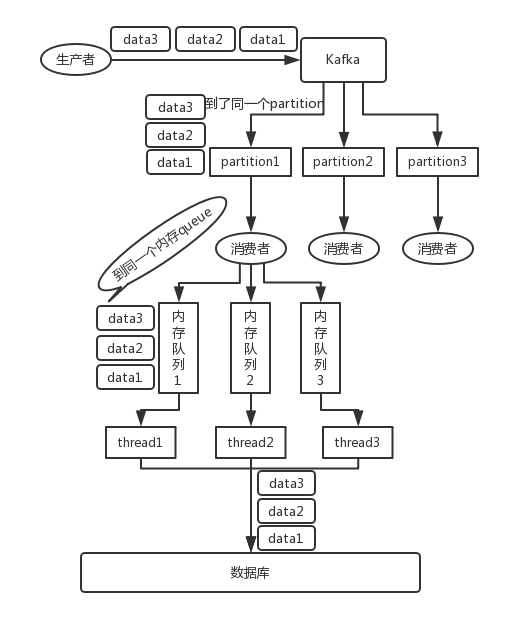 data3
data2
data1
生产者
Kafka
data3
到了同一个partition
data2
data1
partition1
partition2
partition3
到同一个内存queue
消费者
消费者
消费者
data3
data2
data1
内存队列1
内存队列2
内存队列3
thread1
thread2
thread3
data3
data2
data1
数据库